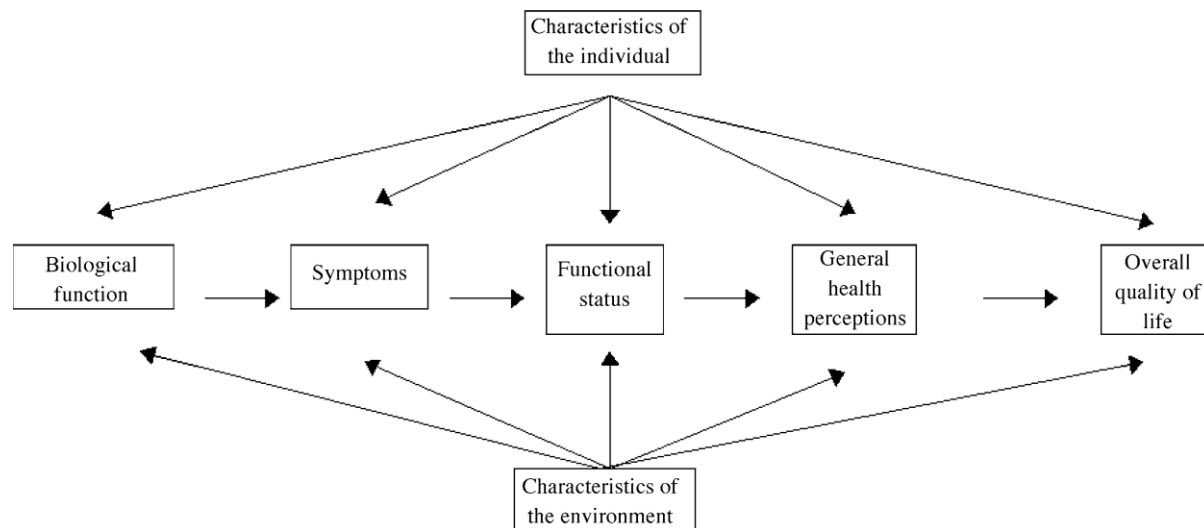 Characteristics of
the individual
Biological
function
Symptoms
Functional
status
General
health
perceptions
Overall
quality of
life
Characteristics of
the environment